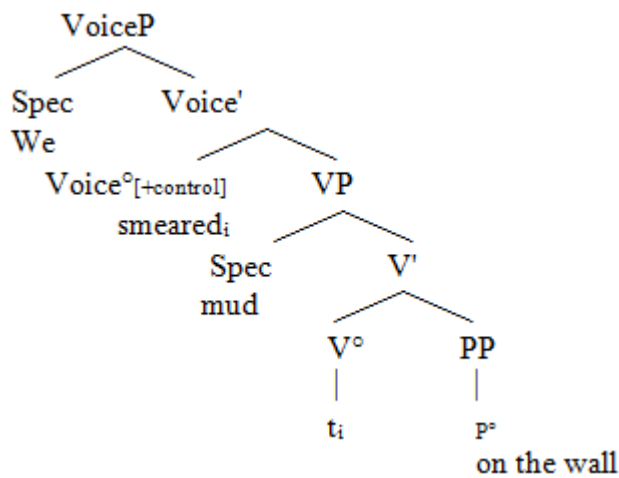 VoiceP
Spec Voice'
We
Voice°[+control] VP
smearedi
Spec V'
mud
V° PP
ti P°
on the wall